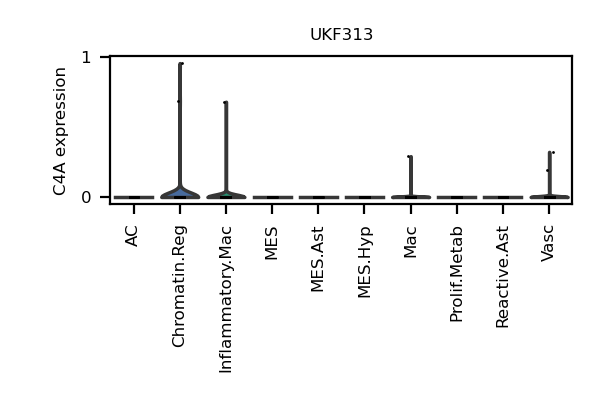 UKF313
C4A expression
1
0
AC
Chromatin.Reg
Inflammatory.Mac
MES
MES.Ast
MES.Hyp
Mac
Prolif.Metab
Reactive.Ast
Vasc